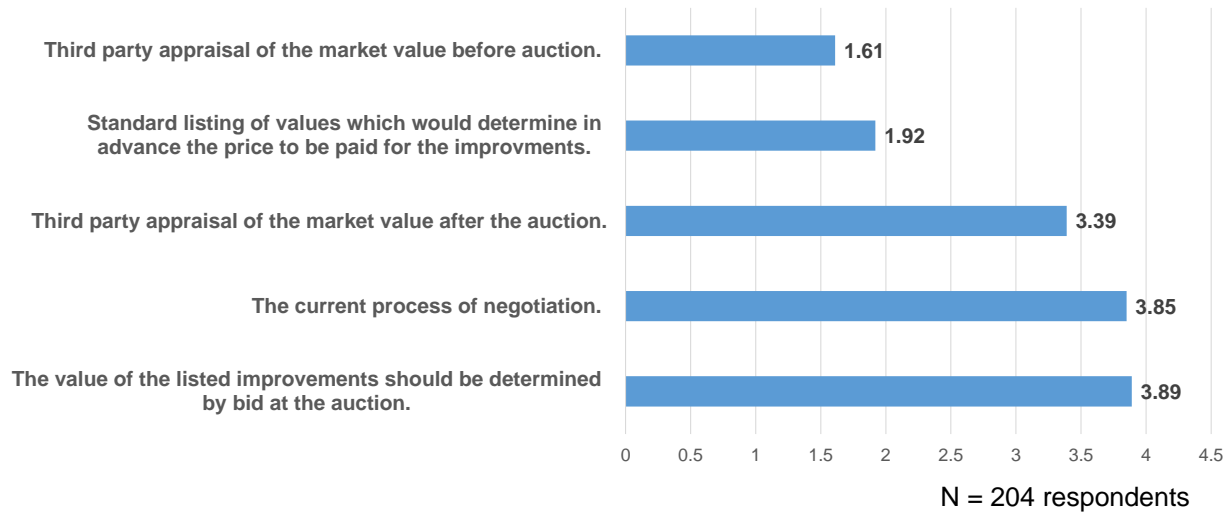 Third party appraisal of the market value before auction.
1.61
Standard listing of values which would determine in
advance the price to be paid for the improvments.
1.92
Third party appraisal of the market value after the auction.
3.39
The current process of negotiation.
3.85
The value of the listed improvements should be determined
by bid at the auction.
3.89
0 0.5 1 1.5 2 2.5 3 3.5 4 4.5
N = 204 respondents